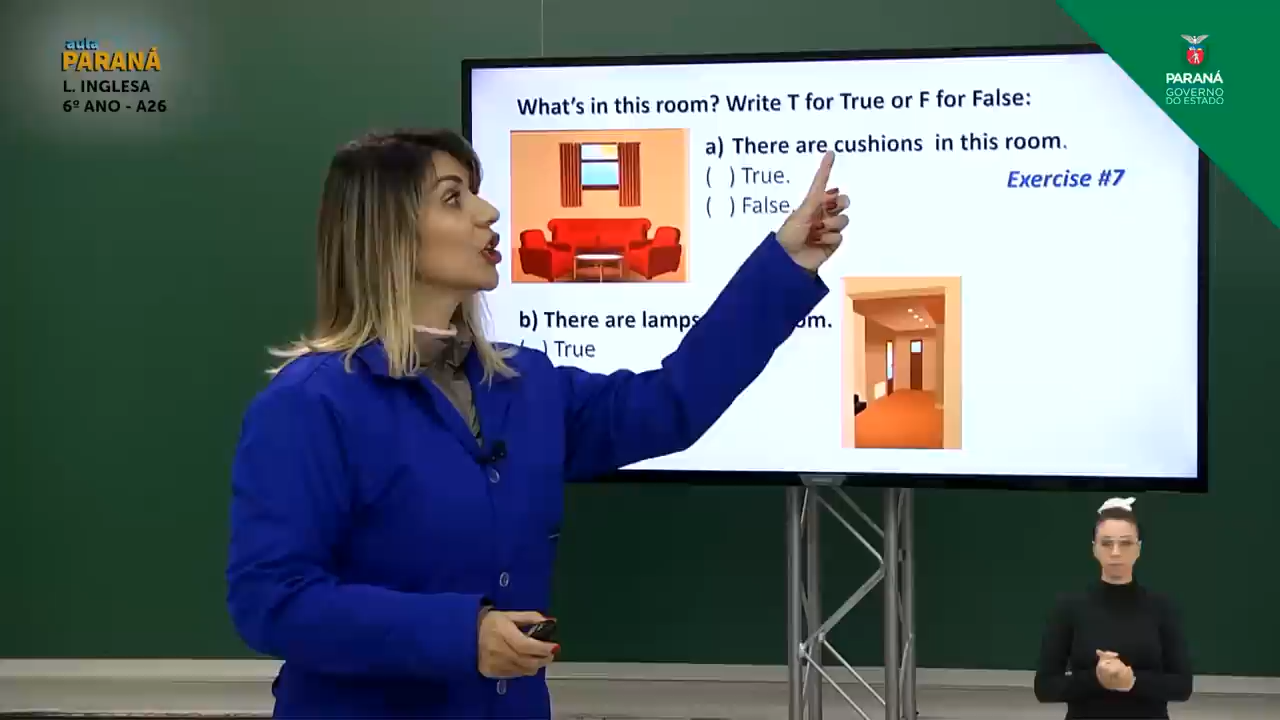 aula
PARANÁ
L. INGLESA
6º ANO - A26
PARANÁ
GOVERNO
DO ESTADO
What's in this room? Write T for True or F for False:
a) There are cushions in this room.
( ) True.
( ) False.
Exercise #7
b) There are lamps om.
( ) True